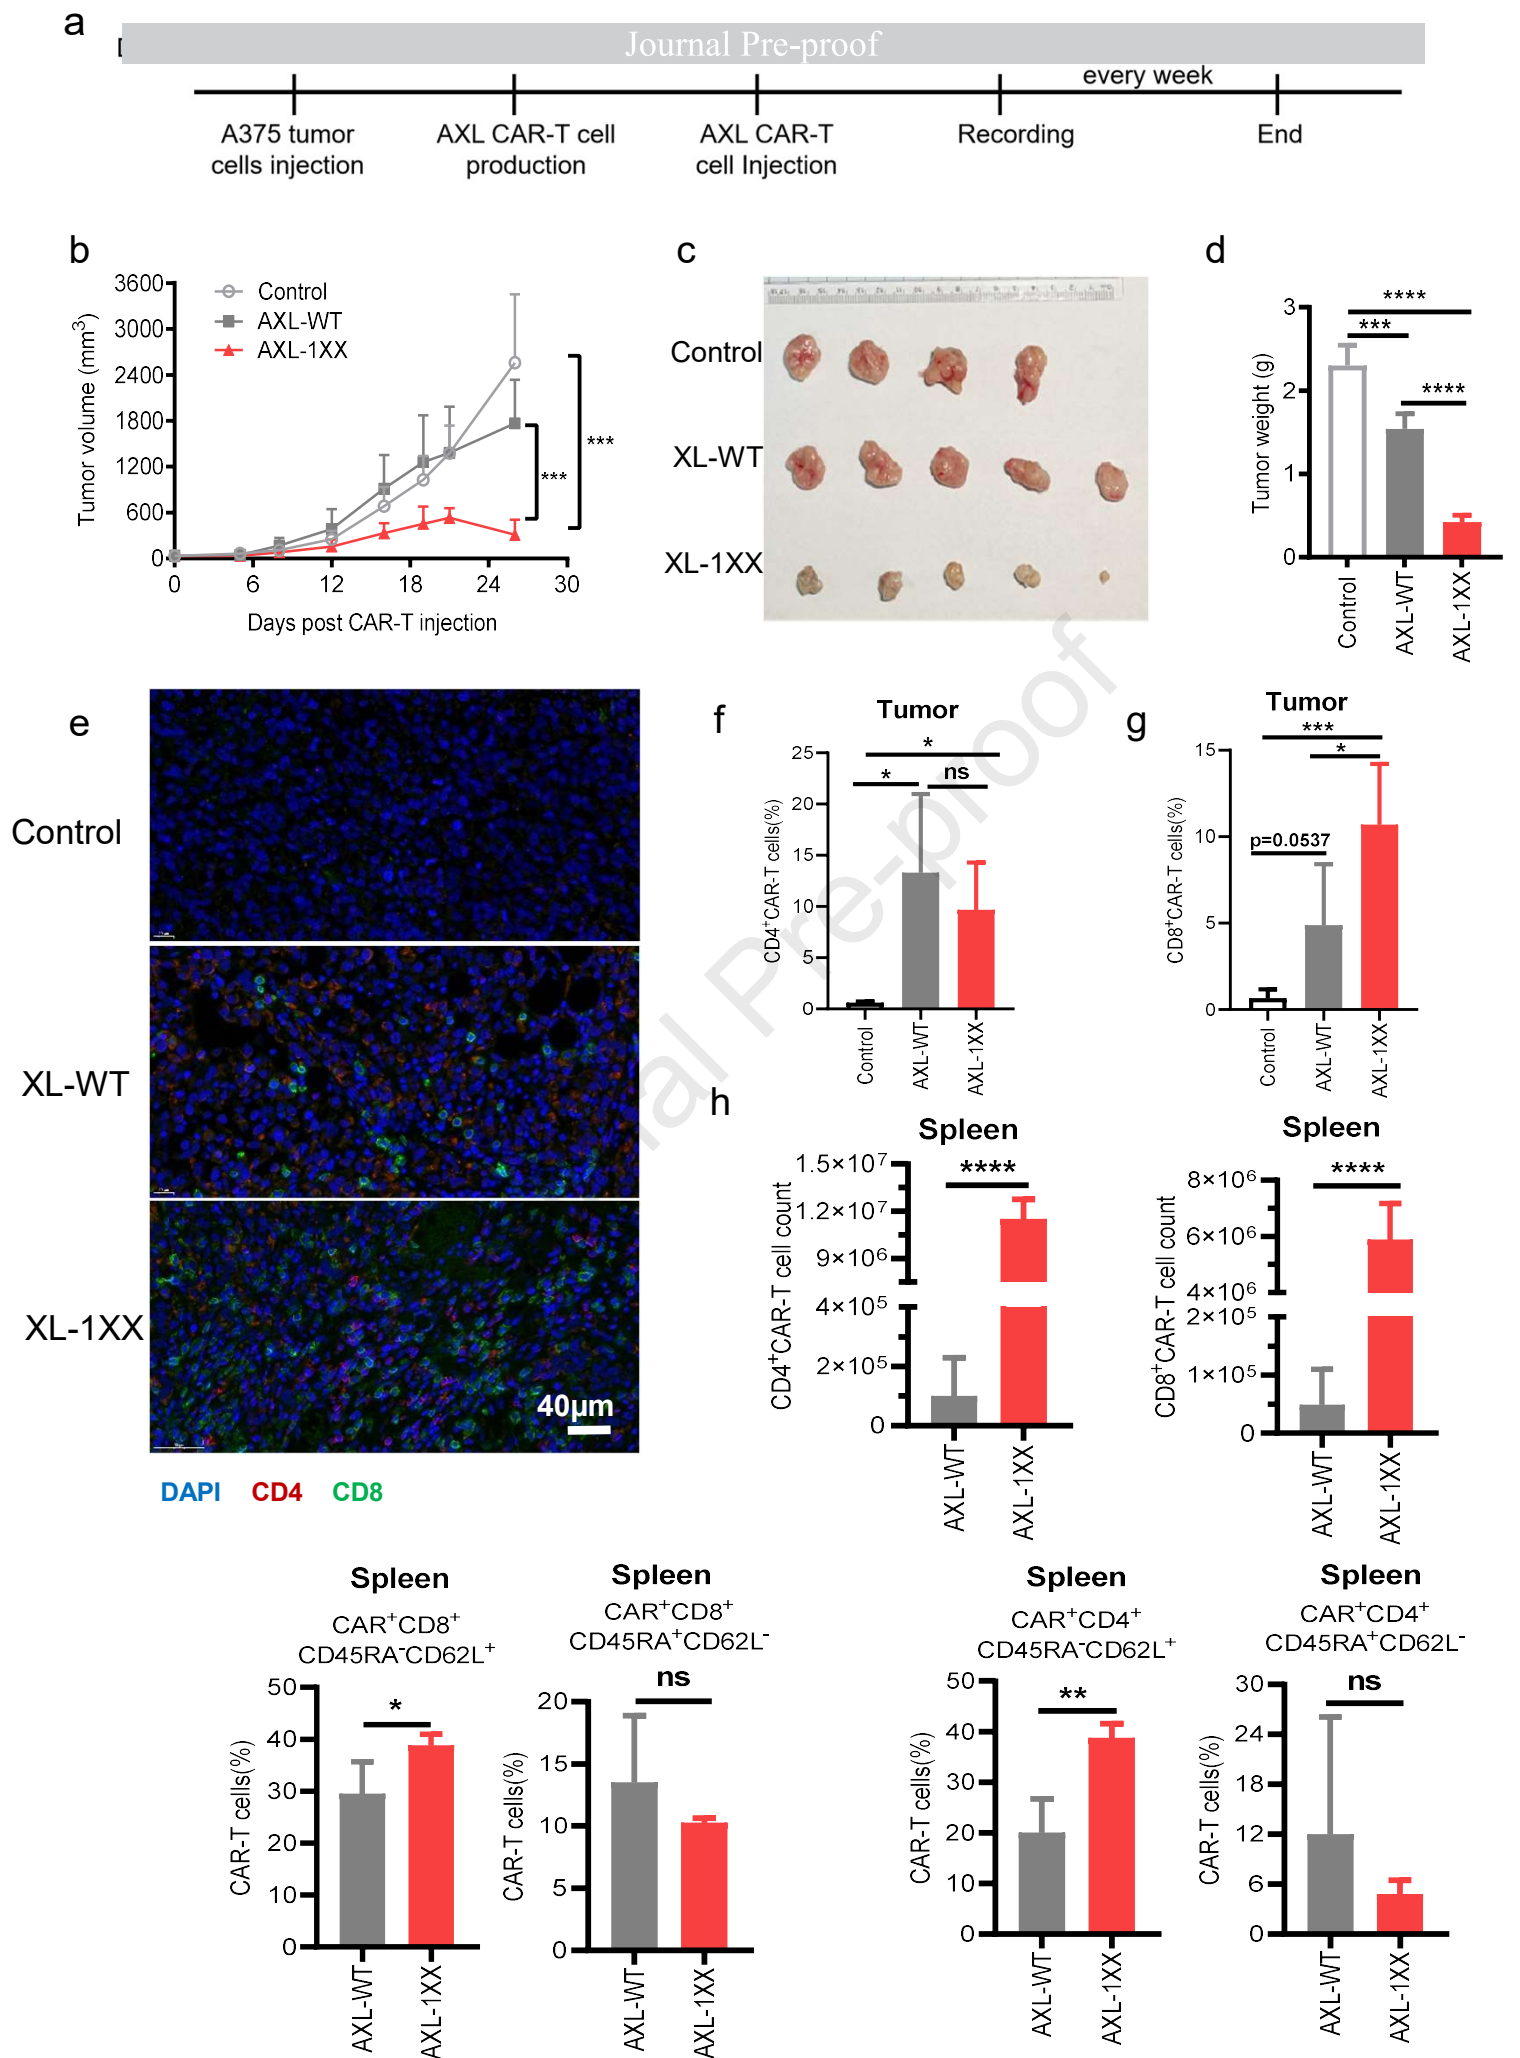 a
Journal Pre-proof
every week
A375 tumor
cells injection
AXL CAR-T cell
production
AXL CAR-T
cell Injection
Recording
End
b
Tumor volume (mm3)
3600
3000
2400
1800
1200
600
0
0 6 12 18 24 30
Days post CAR-T injection
Control
AXL-WT
AXL-1XX
***
***
c
Control
XL-WT
XL-1XX
d
Tumor weight (g)
3
2
1
0
****
***
****
Control
AXL-WT
AXL-1XX
e
Control
XL-WT
XL-1XX
40μm
DAPI CD4 CD8
f
Tumor
CD4+CAR-T cells(%)
25
20
15
10
5
0
*
*
ns
Control
AXL-WT
AXL-1XX
g
Tumor
CD8+CAR-T cells(%)
15
10
5
0
***
*
p=0.0537
Control
AXL-WT
AXL-1XX
h
Spleen
CD4+CAR-T cell count
1.5×10⁷
1.2×10⁷
9×10⁶
4×10⁵
2×10⁵
0
****
AXL-WT
AXL-1XX
Spleen
CD8+CAR-T cell count
8×10⁶
6×10⁶
4×10⁶
2×10⁵
1×10⁵
0
****
AXL-WT
AXL-1XX
Spleen
CAR+CD8+
CD45RA-CD62L+
CAR-T cells(%)
50
40
30
20
10
0
*
AXL-WT
AXL-1XX
Spleen
CAR+CD8+
CD45RA+CD62L-
CAR-T cells(%)
20
15
10
5
0
ns
AXL-WT
AXL-1XX
Spleen
CAR+CD4+
CD45RA-CD62L+
CAR-T cells(%)
50
40
30
20
10
0
**
AXL-WT
AXL-1XX
Spleen
CAR+CD4+
CD45RA+CD62L-
CAR-T cells(%)
30
24
18
12
6
0
ns
AXL-WT
AXL-1XX
nal Pre-proof